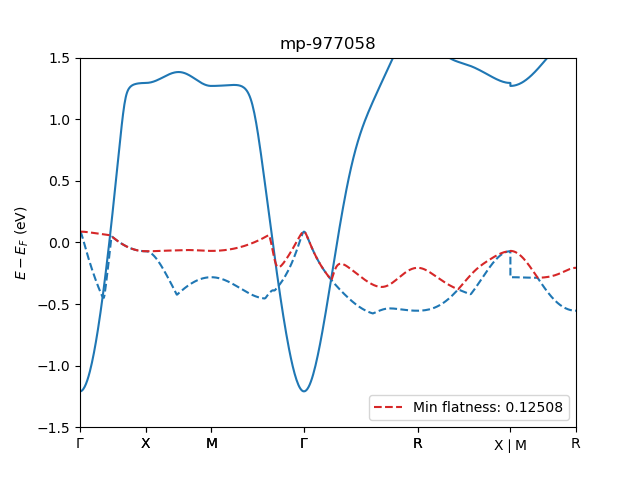 mp-977058
E − E_F (eV)
1.5
1.0
0.5
0.0
−0.5
−1.0
−1.5
Min flatness: 0.12508
Γ X M Γ R X | M R